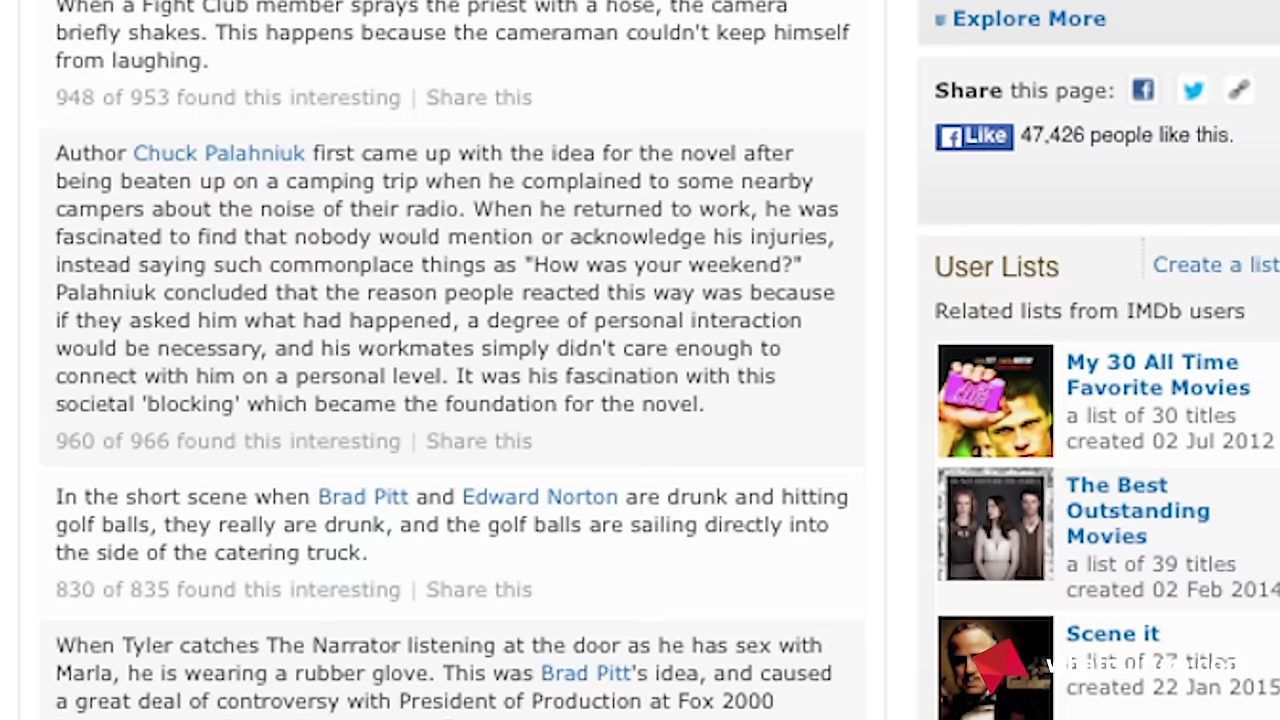 When a Fight Club member sprays the priest with a hose, the camera
briefly shakes. This happens because the cameraman couldn't keep himself
from laughing.
948 of 953 found this interesting | Share this
Author Chuck Palahniuk first came up with the idea for the novel after
being beaten up on a camping trip when he complained to some nearby
campers about the noise of their radio. When he returned to work, he was
fascinated to find that nobody would mention or acknowledge his injuries,
instead saying such commonplace things as "How was your weekend?"
Palahniuk concluded that the reason people reacted this way was because
if they asked him what had happened, a degree of personal interaction
would be necessary, and his workmates simply didn't care enough to
connect with him on a personal level. It was his fascination with this
societal 'blocking' which became the foundation for the novel.
960 of 966 found this interesting | Share this
In the short scene when Brad Pitt and Edward Norton are drunk and hitting
golf balls, they really are drunk, and the golf balls are sailing directly into
the side of the catering truck.
830 of 835 found this interesting | Share this
When Tyler catches The Narrator listening at the door as he has sex with
Marla, he is wearing a rubber glove. This was Brad Pitt's idea, and caused
a great deal of controversy with President of Production at Fox 2000
Explore More
Share this page:
Like 47,426 people like this.
User Lists
Create a list
Related lists from IMDb users
My 30 All Time
Favorite Movies
a list of 30 titles
created 02 Jul 2012
The Best
Outstanding
Movies
a list of 39 titles
created 02 Feb 2014
Scene it
a list of 27 titles
created 22 Jan 2015